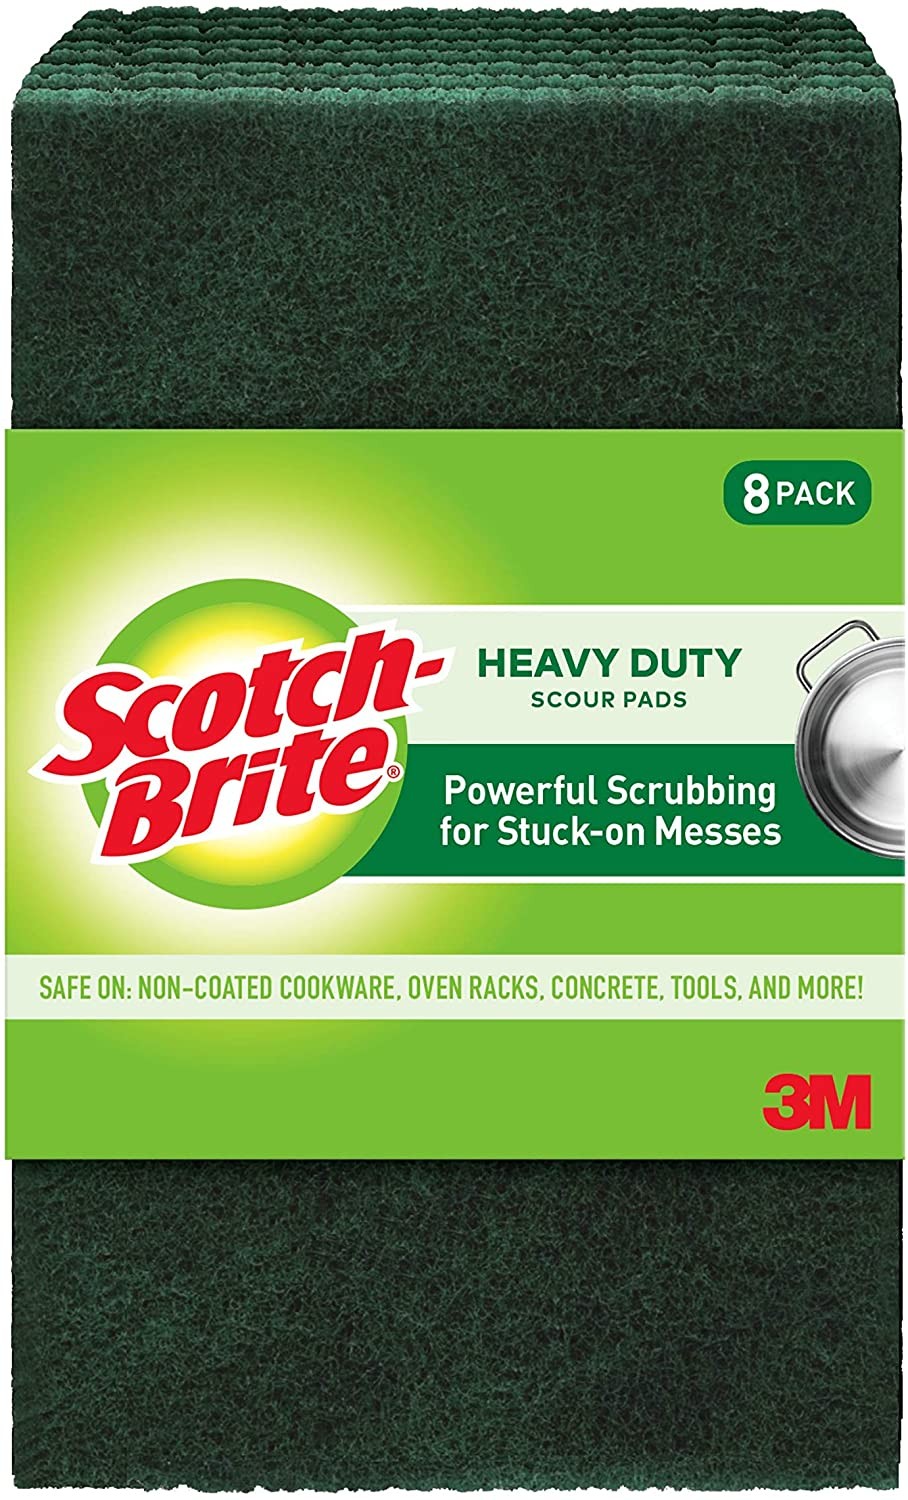 8 PACK
Scotch-
Brite®
HEAVY DUTY
SCOUR PADS
Powerful Scrubbing
for Stuck-on Messes
SAFE ON: NON-COATED COOKWARE, OVEN RACKS, CONCRETE, TOOLS, AND MORE!
3M